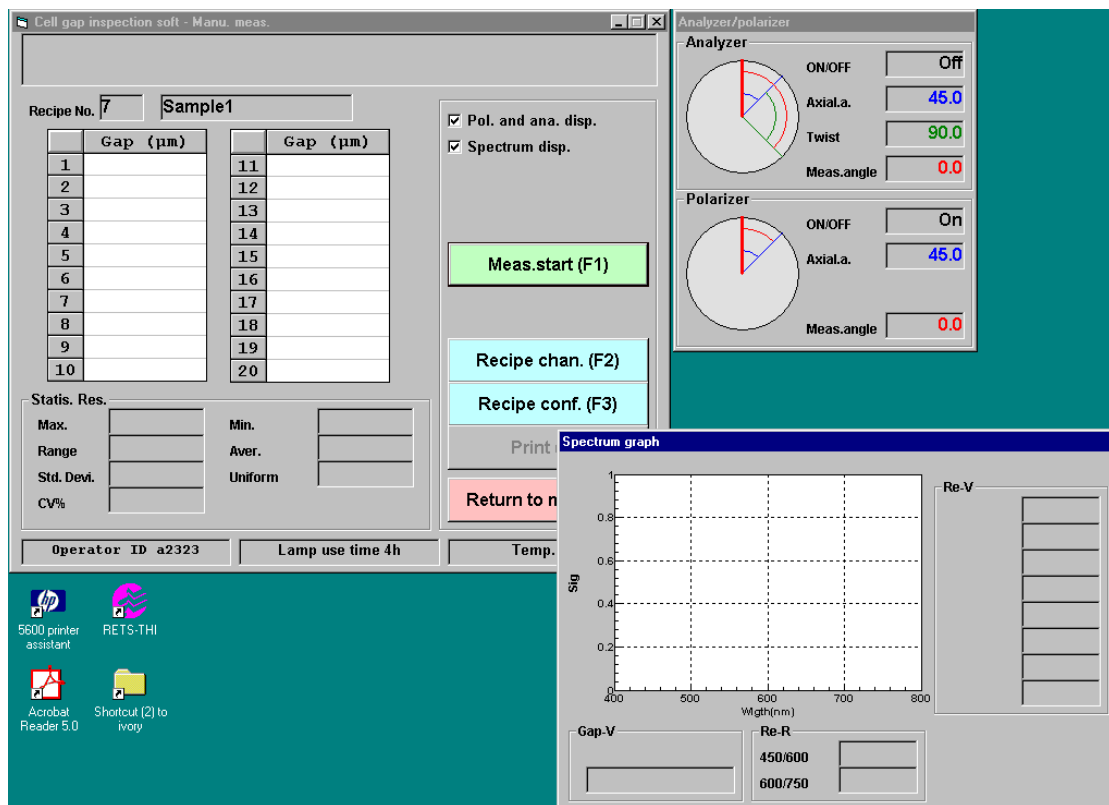 Cell gap inspection soft - Manu. meas.
Recipe No. 7 Sample1
Gap (μm) Gap (μm)
1 11
2 12
3 13
4 14
5 15
6 16
7 17
8 18
9 19
10 20
Statis. Res.
Max. Min.
Range Aver.
Std. Devi. Uniform
CV%
Pol. and ana. disp.
Spectrum disp.
Meas.start (F1)
Recipe chan. (F2)
Recipe conf. (F3)
Print
Return to
Operator ID a2323 Lamp use time 4h Temp.
Analyzer/polarizer
Analyzer
ON/OFF Off
Axial.a. 45.0
Twist 90.0
Meas.angle 0.0
Polarizer
ON/OFF On
Axial.a. 45.0
Meas.angle 0.0
Spectrum graph
1
0.8
0.6
0.4
0.2
0
Sig
400 500 600 700 800
Wlgth(nm)
Re-V
Gap-V
Re-R
450/600
600/750
hp
5600 printer
assistant
RETS-THI
Acrobat
Reader 5.0
Shortcut (2) to
ivory